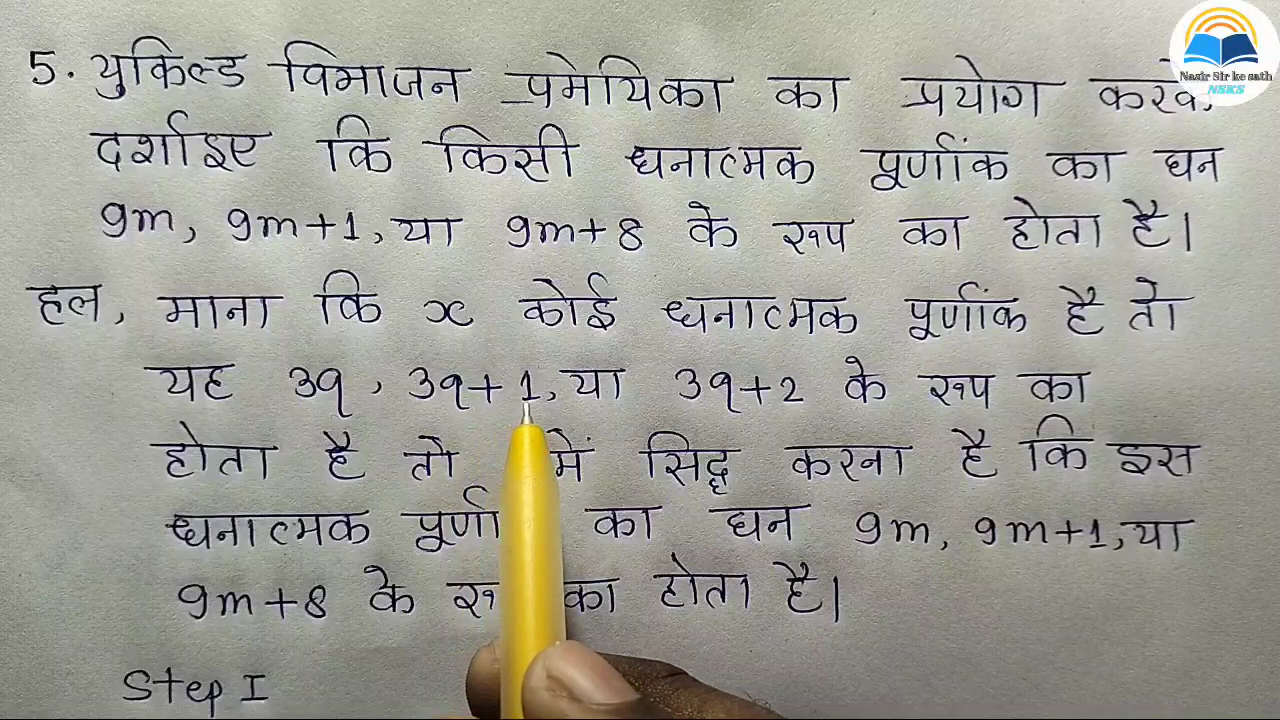 Nasir Sir ke sath
NSKS
5. युकिल्ड विभाजन प्रमेयिका का प्रयोग करके
दर्शाइए कि किसी धनात्मक पूर्णांक का घन
9m, 9m+1, या 9m+8 के रूप का होता है।
हल, माना कि x कोई धनात्मक पूर्णांक है तो
यह 3q, 3q+1, या 3q+2 के रूप का
होता है तो सिद्ध करना है कि इस
धनात्मक का घन 9m, 9m+1, या
9m+8 के का होता है।
Step I